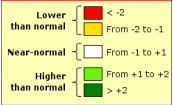 Lower
than normal
< -2
From -2 to -1
Near-normal
From -1 to +1
Higher
than normal
From +1 to +2
> +2